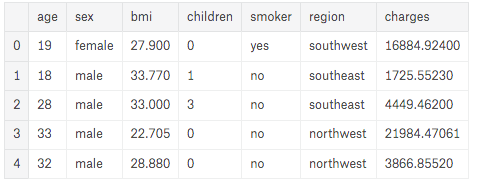 age sex bmi children smoker region charges
0 19 female 27.900 0 yes southwest 16884.92400
1 18 male 33.770 1 no southeast 1725.55230
2 28 male 33.000 3 no southeast 4449.46200
3 33 male 22.705 0 no northwest 21984.47061
4 32 male 28.880 0 no northwest 3866.85520